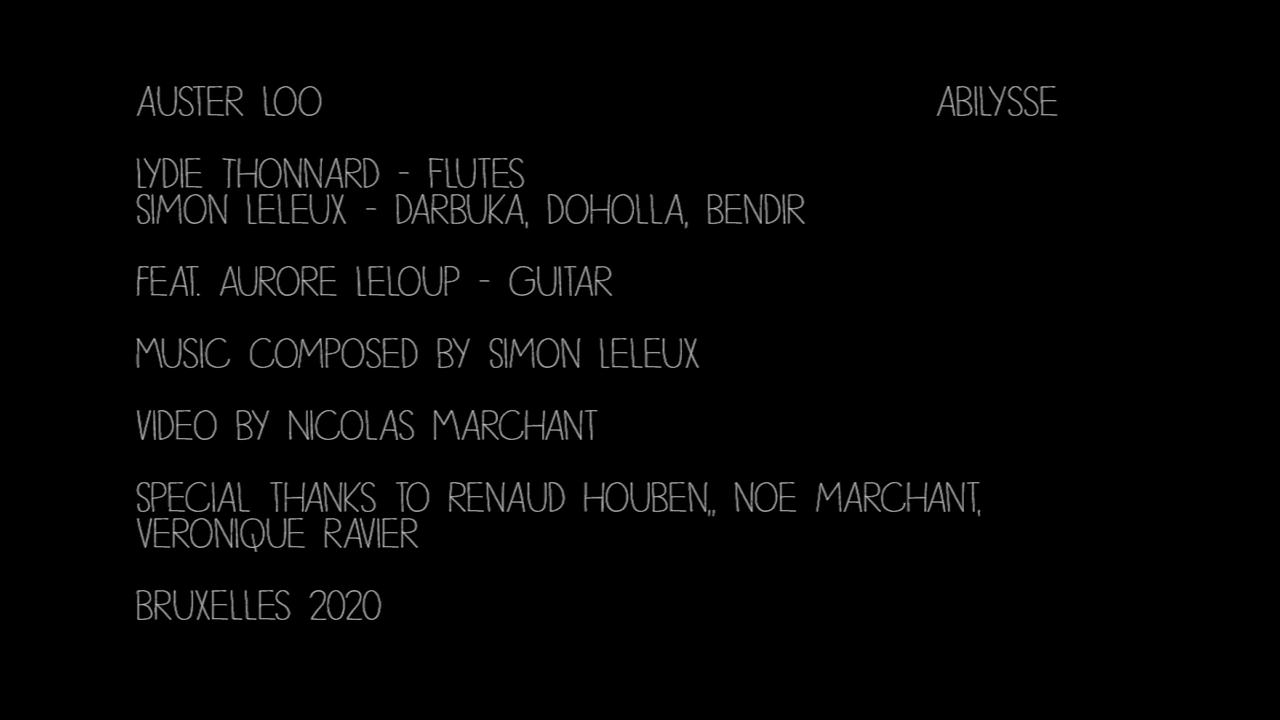 AUSTER LOO ABILYSSE
LYDIE THONNARD - FLUTES
SIMON LELEUX - DARBUKA, DOHOLLA, BENDIR
FEAT. AURORE LELOUP - GUITAR
MUSIC COMPOSED BY SIMON LELEUX
VIDEO BY NICOLAS MARCHANT
SPECIAL THANKS TO RENAUD HOUBEN,, NOE MARCHANT,
VERONIQUE RAVIER
BRUXELLES 2020